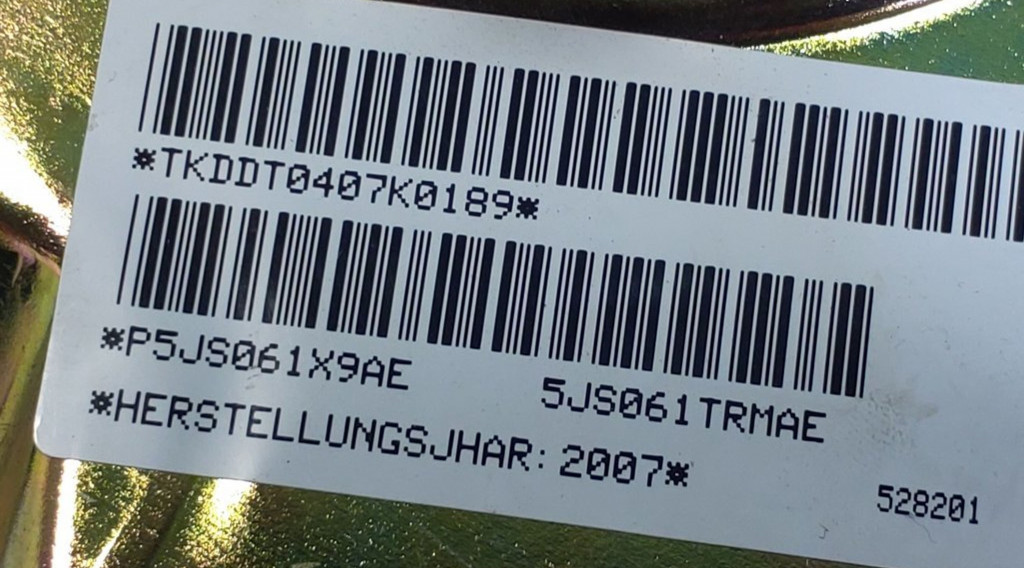 *TKDDT0407K0189*
*P5JS061X9AE 5JS061TRMAE
*HERSTELLUNGSJHAR: 2007*
528201